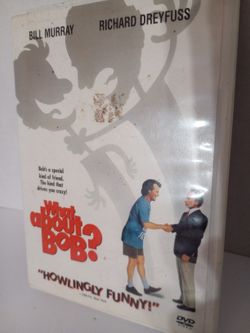 BILL MURRAY
RICHARD DREYFUSS
Bob's a special
kind of friend.
The kind that
drives you crazy!
What
about
BOB?
"HOWLINGLY FUNNY!"
DVD